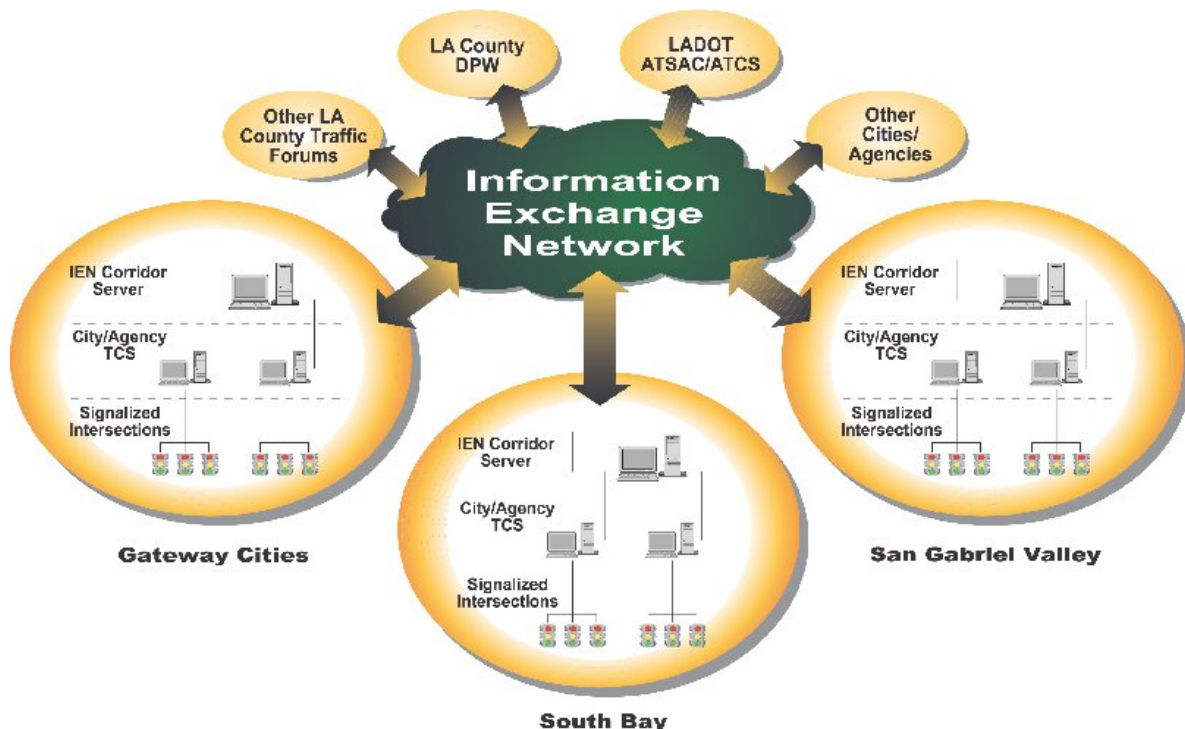 LA County
DPW
LADOT
ATSAC/ATCS
Other LA
County Traffic
Forums
Other
Cities/
Agencies
Information
Exchange
Network
IEN Corridor
Server
City/Agency
TCS
Signalized
Intersections
Gateway Cities
IEN Corridor
Server
City/Agency
TCS
Signalized
Intersections
South Bay
IEN Corridor
Server
City/Agency
TCS
Signalized
Intersections
San Gabriel Valley